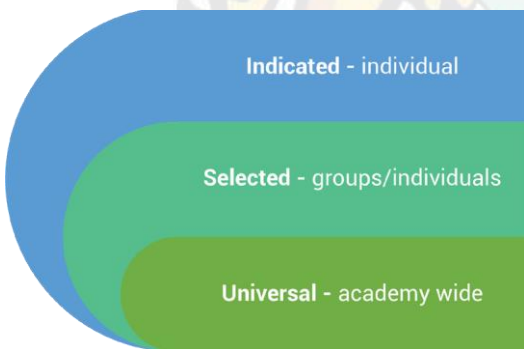 Indicated - individual
Selected - groups/individuals
Universal - academy wide